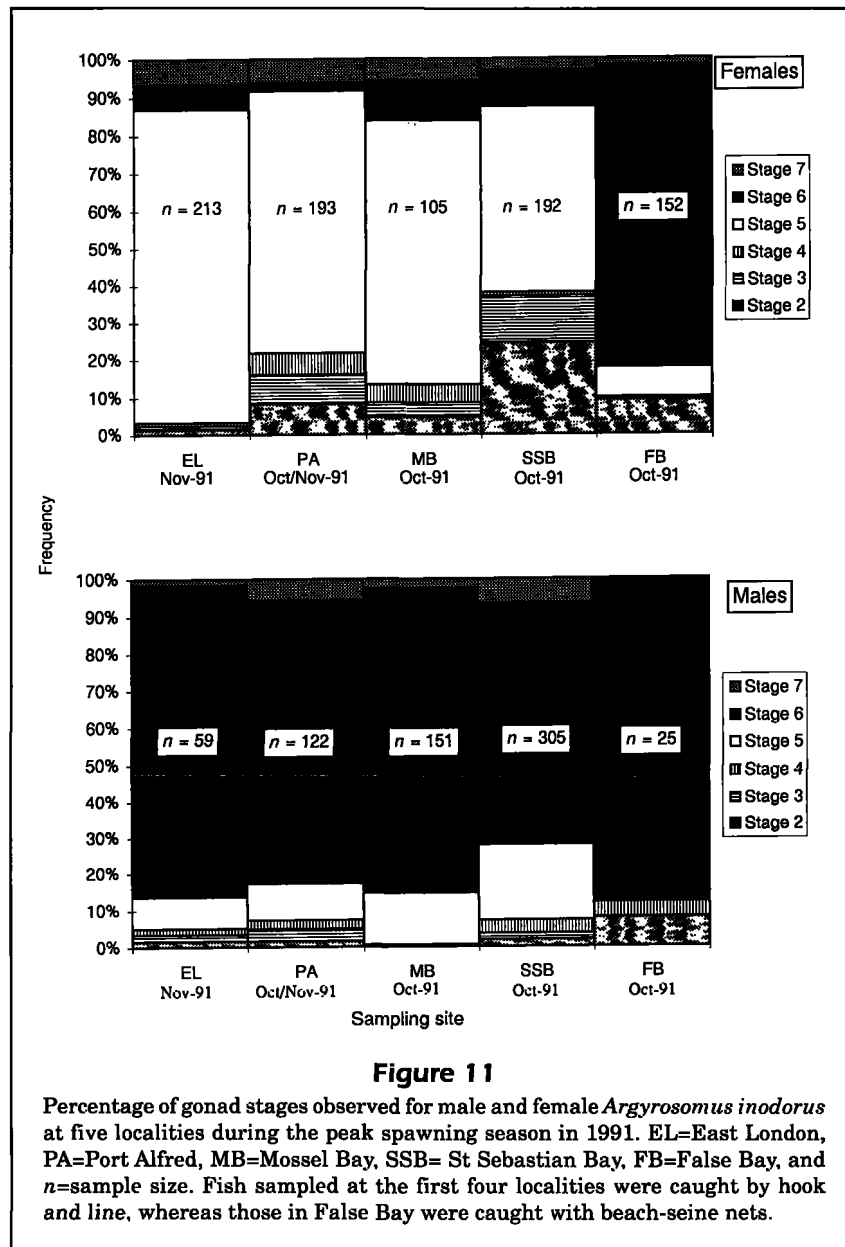 100%
90%
80%
70%
60%
50%
40%
30%
20%
10%
0%
Females
n = 213
n = 193
n = 105
n = 192
n = 152
Stage 7
Stage 6
Stage 5
Stage 4
Stage 3
Stage 2
EL PA MB SSB FB
Nov-91 Oct/Nov-91 Oct-91 Oct-91 Oct-91
Frequency
100%
90%
80%
70%
60%
50%
40%
30%
20%
10%
0%
Males
n = 59
n = 122
n = 151
n = 305
n = 25
Stage 7
Stage 6
Stage 5
Stage 4
Stage 3
Stage 2
EL PA MB SSB FB
Nov-91 Oct/Nov-91 Oct-91 Oct-91 Oct-91
Sampling site
Figure 11
Percentage of gonad stages observed for male and female Argyrosomus inodorus
at five localities during the peak spawning season in 1991. EL=East London,
PA=Port Alfred, MB=Mossel Bay, SSB= St Sebastian Bay, FB=False Bay, and
n=sample size. Fish sampled at the first four localities were caught by hook
and line, whereas those in False Bay were caught with beach-seine nets.